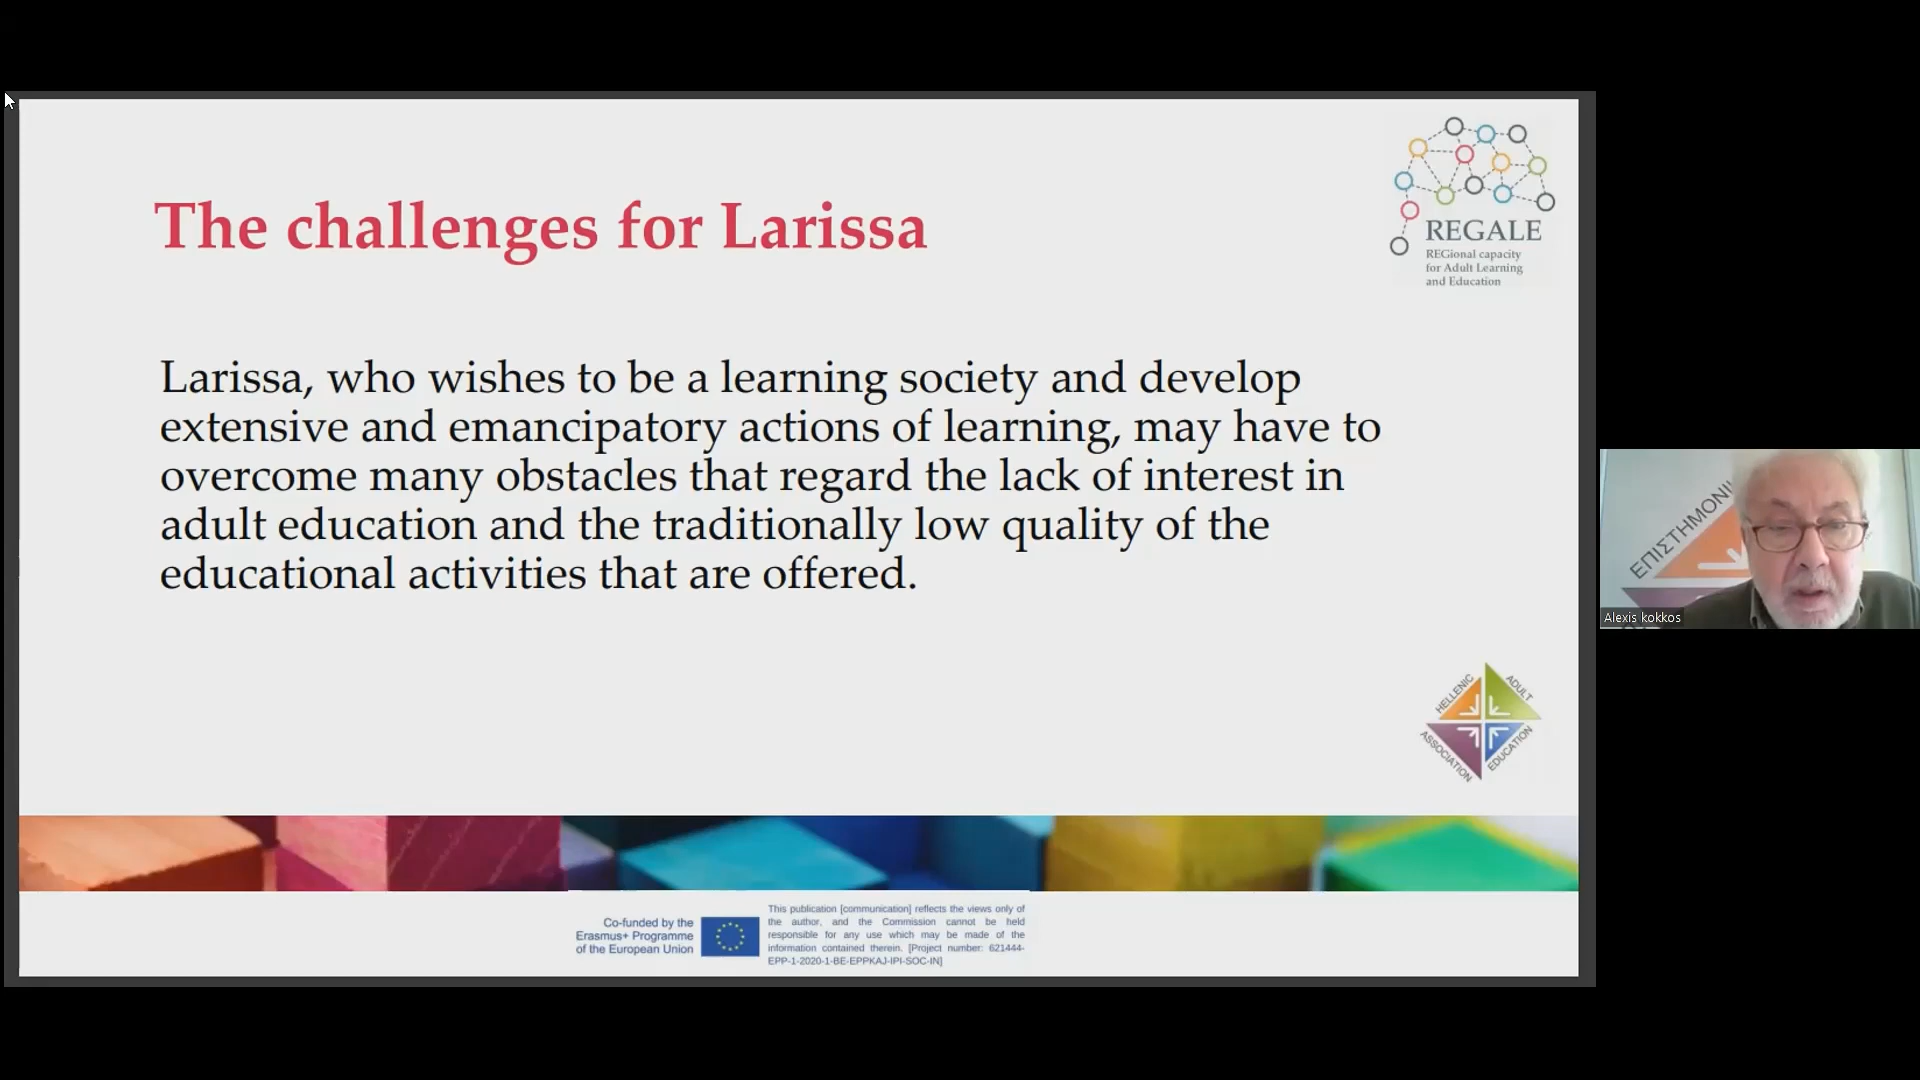 The challenges for Larissa
REGALE
REGional capacity
for Adult Learning
and Education
Larissa, who wishes to be a learning society and develop
extensive and emancipatory actions of learning, may have to
overcome many obstacles that regard the lack of interest in
adult education and the traditionally low quality of the
educational activities that are offered.
ΕΠΙΣΤΗΜΟΝΙ
Alexis kokkos
HELLENIC
ADULT
ASSOCIATION
EDUCATION
Co-funded by the
Erasmus+ Programme
of the European Union
This publication [communication] reflects the views only of
the author, and the Commission cannot be held
responsible for any use which may be made of the
information contained therein. [Project number: 621444-
EPP-1-2020-1-BE-EPPKAJ-IPI-SOC-IN]